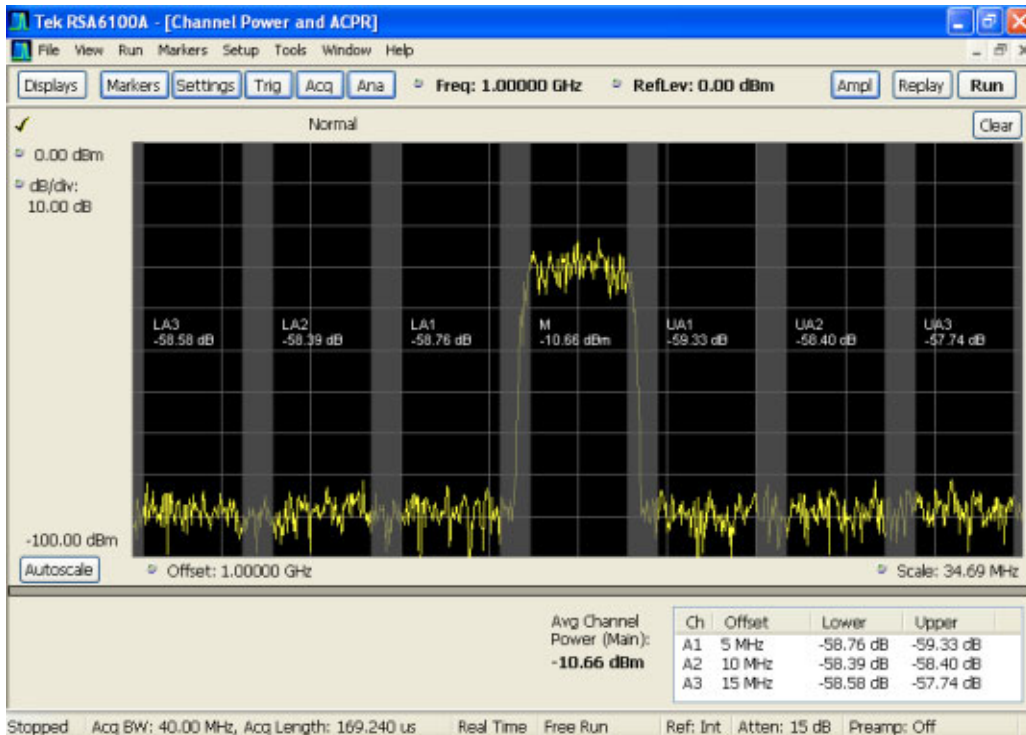 Tek RSA6100A - [Channel Power and ACPR]
File View Run Markers Setup Tools Window Help
Displays Markers Settings Trig Acq Ana Freq: 1.00000 GHz RefLev: 0.00 dBm Ampl Replay Run
Normal Clear
0.00 dBm
dB/div:
10.00 dB
LA3 LA2 LA1 M UA1 UA2 UA3
-58.58 dB -58.39 dB -58.76 dB -10.66 dBm -59.33 dB -58.40 dB -57.74 dB
-100.00 dBm
Autoscale Offset: 1.00000 GHz Scale: 34.69 MHz
Avg Channel
Power (Main):
-10.66 dBm
Ch Offset Lower Upper
A1 5 MHz -58.76 dB -59.33 dB
A2 10 MHz -58.39 dB -58.40 dB
A3 15 MHz -58.58 dB -57.74 dB
Stopped Acq BW: 40.00 MHz, Acq Length: 169.240 us Real Time Free Run Ref: Int Atten: 15 dB Preamp: Off